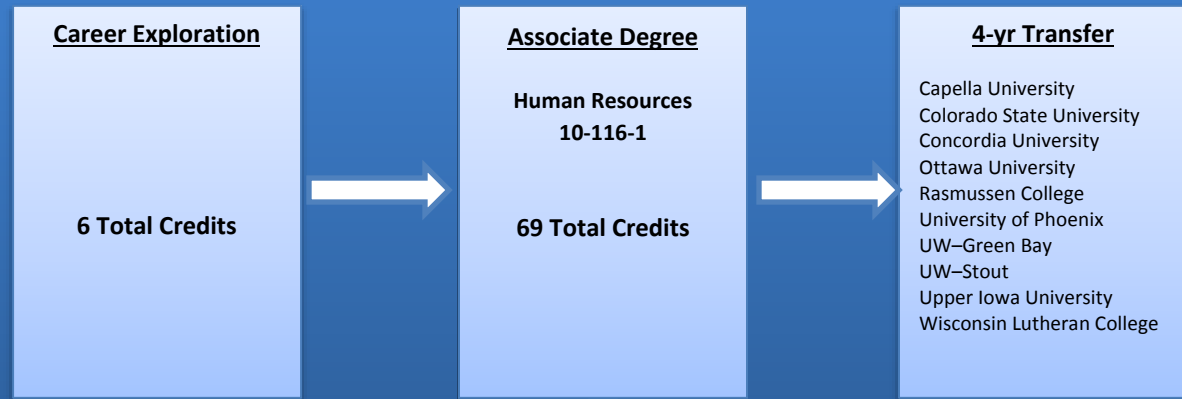 Career Exploration
6 Total Credits
Associate Degree
Human Resources
10-116-1
69 Total Credits
4-yr Transfer
Capella University
Colorado State University
Concordia University
Ottawa University
Rasmussen College
University of Phoenix
UW–Green Bay
UW–Stout
Upper Iowa University
Wisconsin Lutheran College